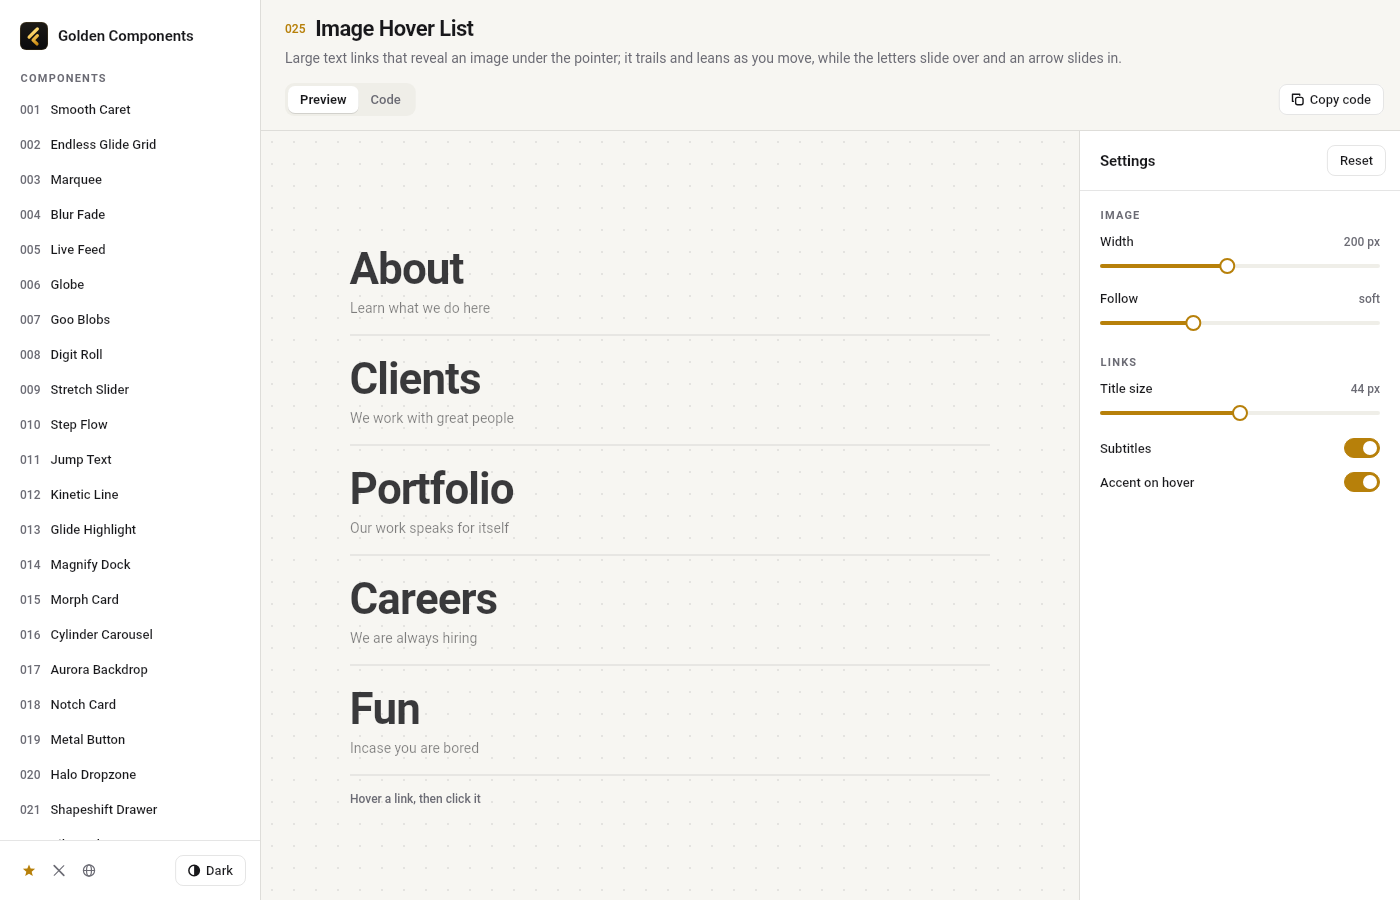 Golden Components
COMPONENTS
001 Smooth Caret
002 Endless Glide Grid
003 Marquee
004 Blur Fade
005 Live Feed
006 Globe
007 Goo Blobs
008 Digit Roll
009 Stretch Slider
010 Step Flow
011 Jump Text
012 Kinetic Line
013 Glide Highlight
014 Magnify Dock
015 Morph Card
016 Cylinder Carousel
017 Aurora Backdrop
018 Notch Card
019 Metal Button
020 Halo Dropzone
021 Shapeshift Drawer
Dark
025 Image Hover List
Large text links that reveal an image under the pointer; it trails and leans as you move, while the letters slide over and an arrow slides in.
Preview Code
Copy code
About
Learn what we do here
Clients
We work with great people
Portfolio
Our work speaks for itself
Careers
We are always hiring
Fun
Incase you are bored
Hover a link, then click it
Settings
Reset
IMAGE
Width 200 px
Follow soft
LINKS
Title size 44 px
Subtitles
Accent on hover